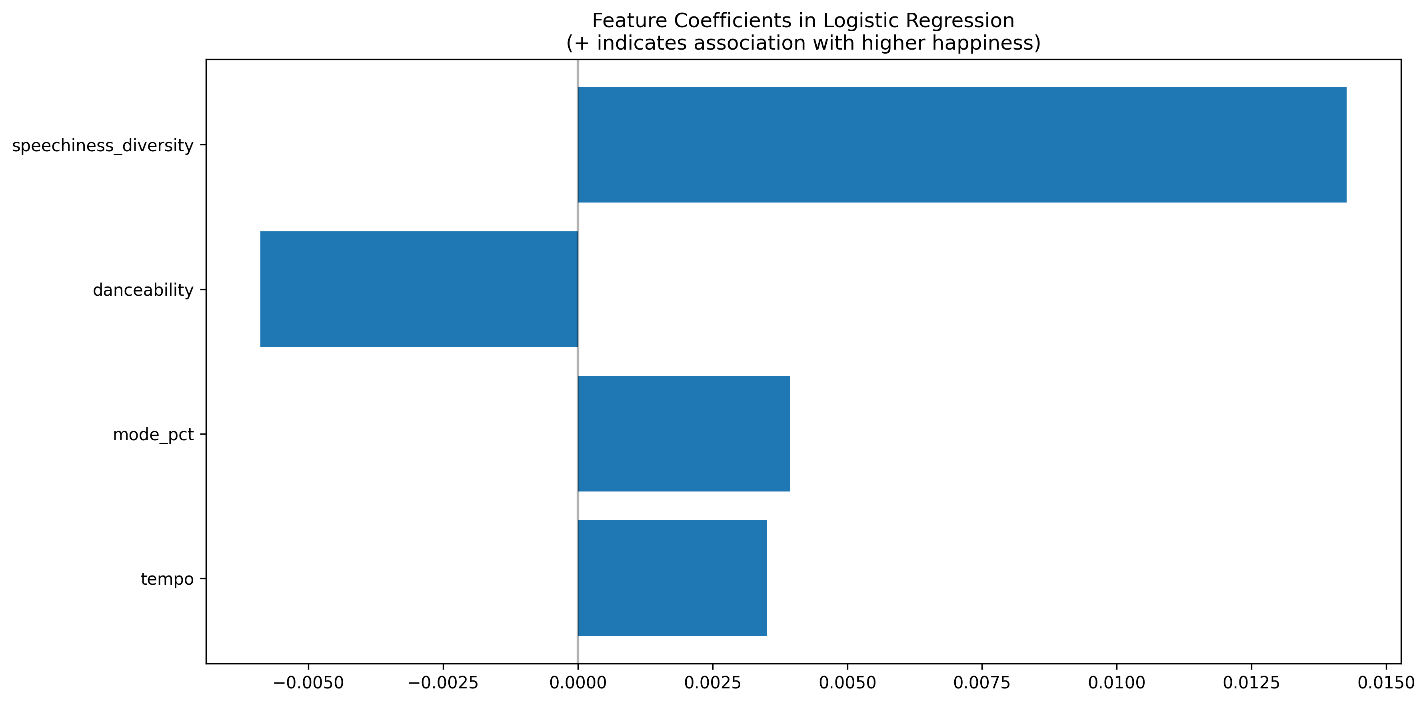 Feature Coefficients in Logistic Regression
(+ indicates association with higher happiness)
speechiness_diversity
danceability
mode_pct
tempo
−0.0050 −0.0025 0.0000 0.0025 0.0050 0.0075 0.0100 0.0125 0.0150